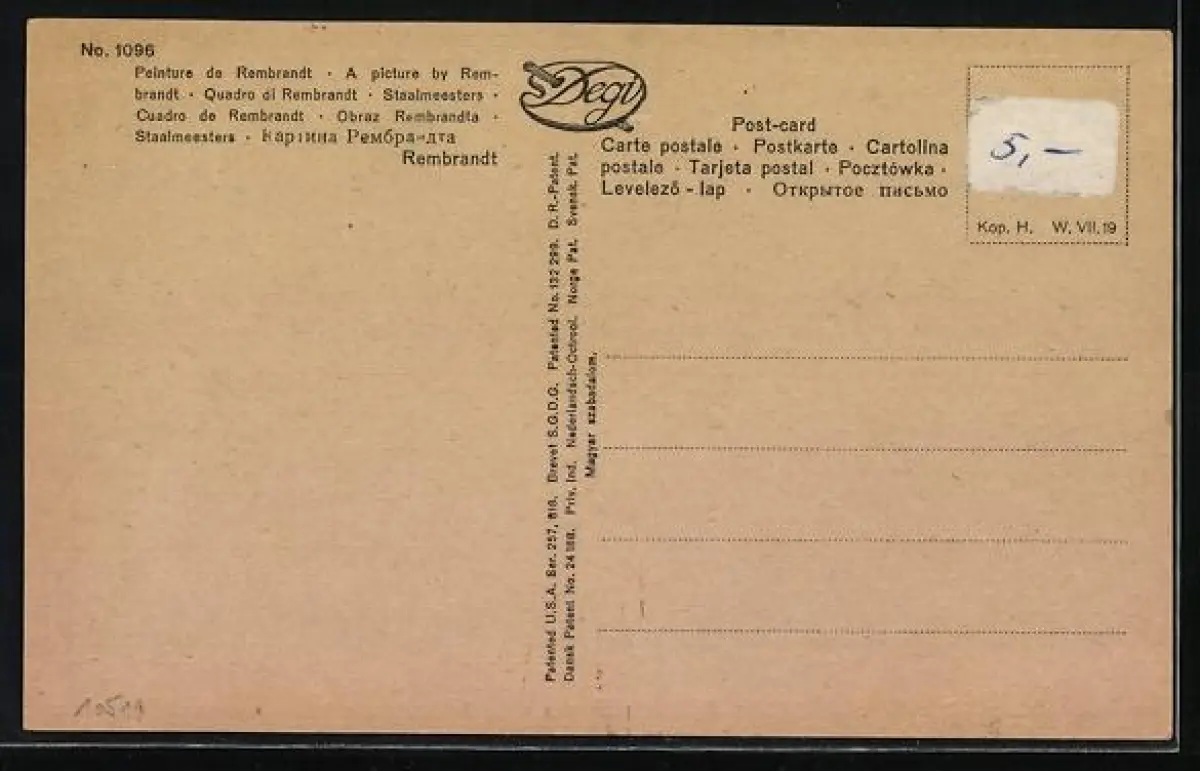 No. 1096
Peinture de Rembrandt · A picture by Rem-
brandt · Quadro di Rembrandt · Staalmeesters ·
Cuadro de Rembrandt · Obraz Rembrandta ·
Staalmeesters · Картина Рембрандта
Rembrandt
Degi
Post-card
Carte postale · Postkarte · Cartolina
postale · Tarjeta postal · Pocztówka ·
Levelező - lap · Открытое письмо
5,—
Kop. H. W. VII. 19
Patented U.S.A. Ser. 257, 818. Brevet S.G.D.G. Patented No. 132 299. D. R.-Patent.
Dansk Patent No. 24 168. Priv. Ind. Nederlandsch-Octrooi. Norge Pat. Svensk. Pat.
Magyar szabadalom.